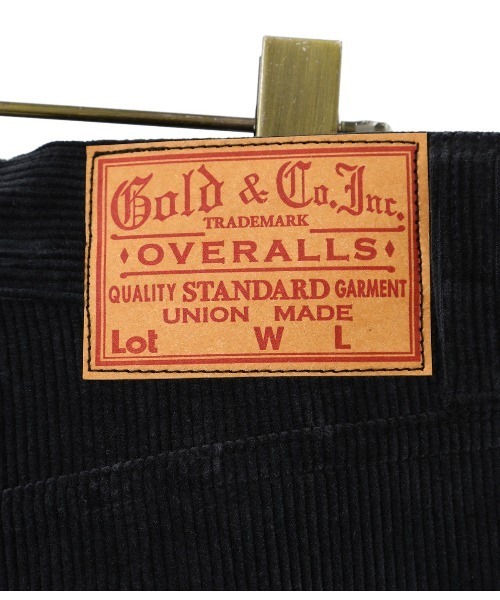 Gold & Co. Inc.
TRADEMARK
OVERALLS
QUALITY STANDARD GARMENT
UNION MADE
Lot W L